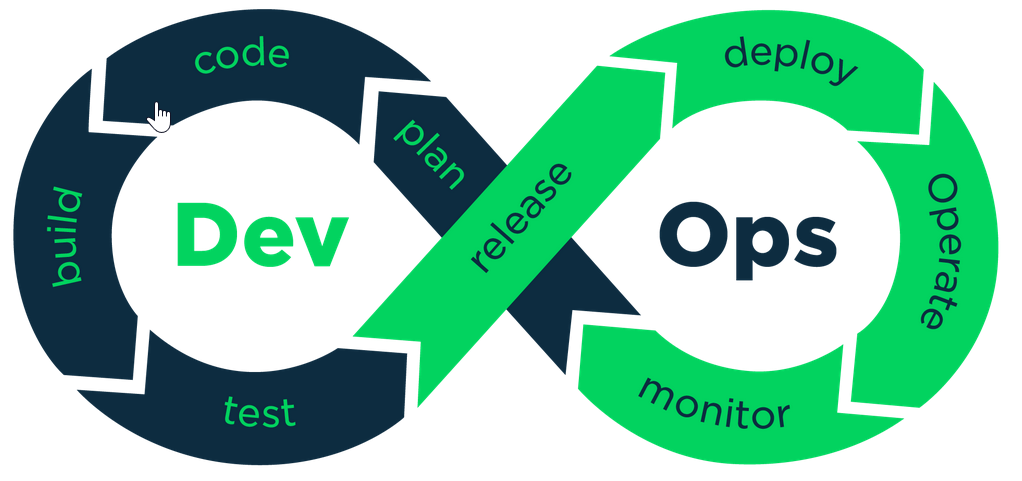 code
plan
build
Dev
test
release
deploy
Ops
Operate
monitor